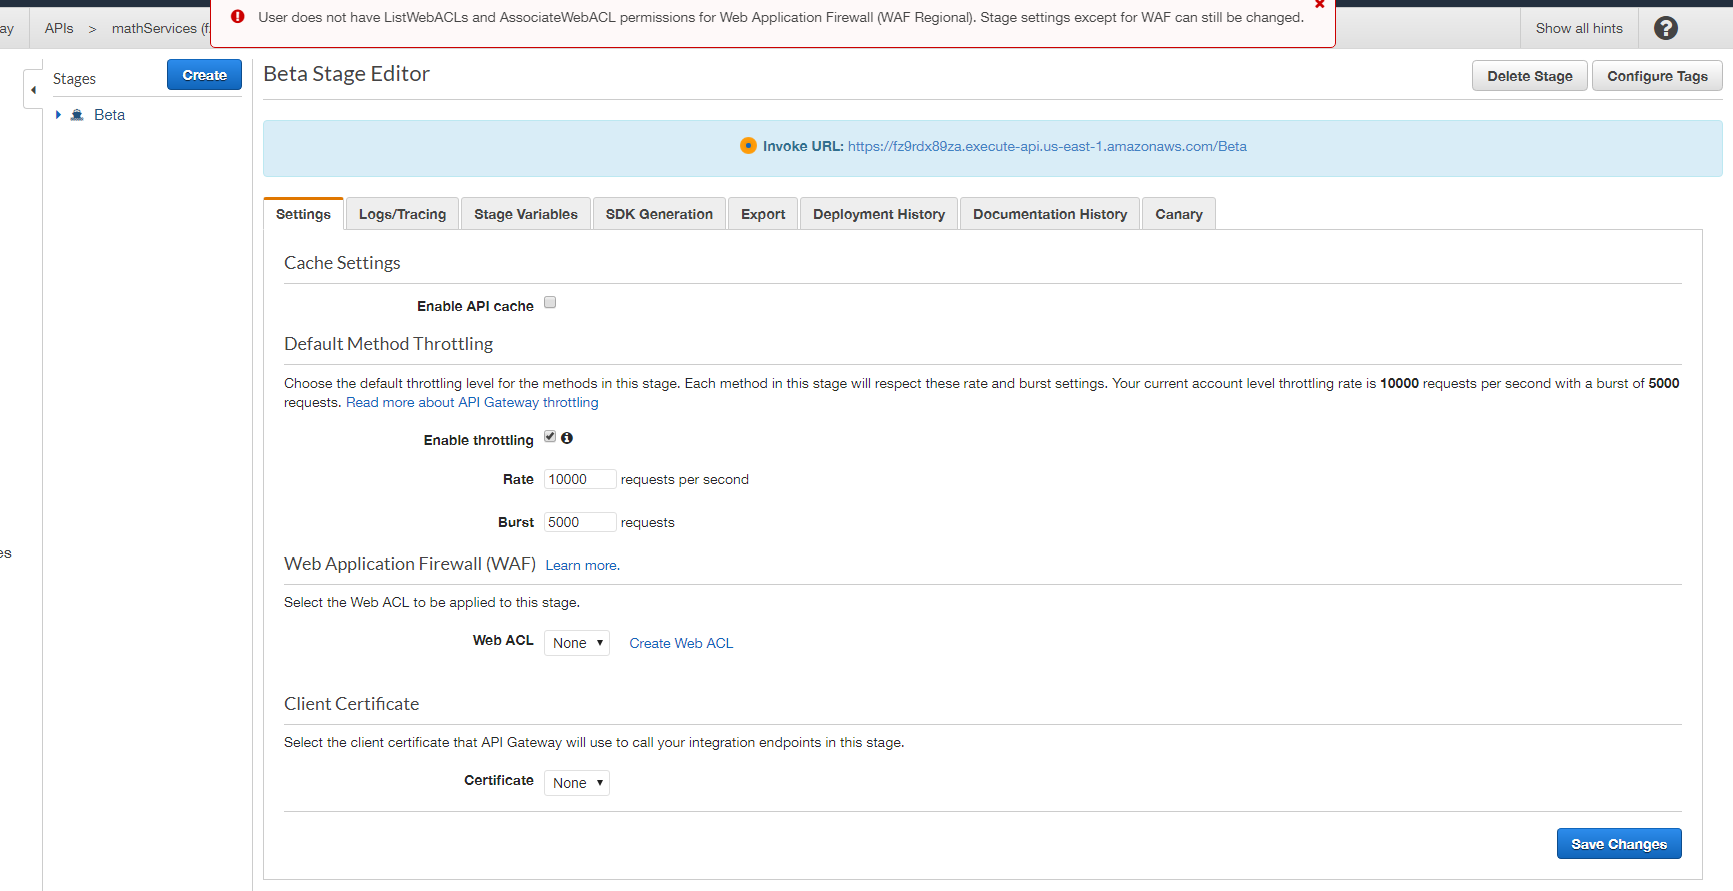 User does not have ListWebACLs and AssociateWebACL permissions for Web Application Firewall (WAF Regional). Stage settings except for WAF can still be changed.
ay APIs > mathServices (f Show all hints
Stages Create
Beta
Beta Stage Editor
Delete Stage Configure Tags
Invoke URL: https://fz9rdx89za.execute-api.us-east-1.amazonaws.com/Beta
Settings Logs/Tracing Stage Variables SDK Generation Export Deployment History Documentation History Canary
Cache Settings
Enable API cache
Default Method Throttling
Choose the default throttling level for the methods in this stage. Each method in this stage will respect these rate and burst settings. Your current account level throttling rate is 10000 requests per second with a burst of 5000
requests. Read more about API Gateway throttling
Enable throttling
Rate 10000 requests per second
Burst 5000 requests
es
Web Application Firewall (WAF) Learn more.
Select the Web ACL to be applied to this stage.
Web ACL None Create Web ACL
Client Certificate
Select the client certificate that API Gateway will use to call your integration endpoints in this stage.
Certificate None
Save Changes